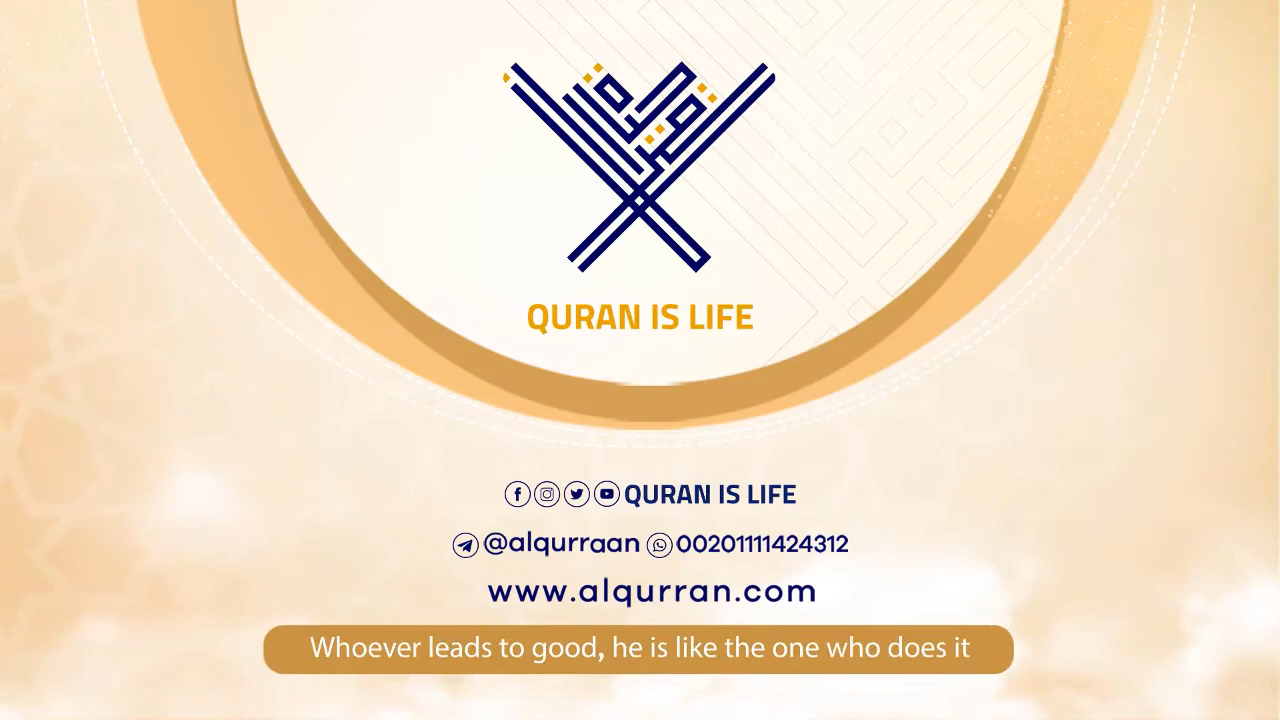 QURAN IS LIFE
QURAN IS LIFE
@alqurraan 00201111424312
www.alqurran.com
Whoever leads to good, he is like the one who does it